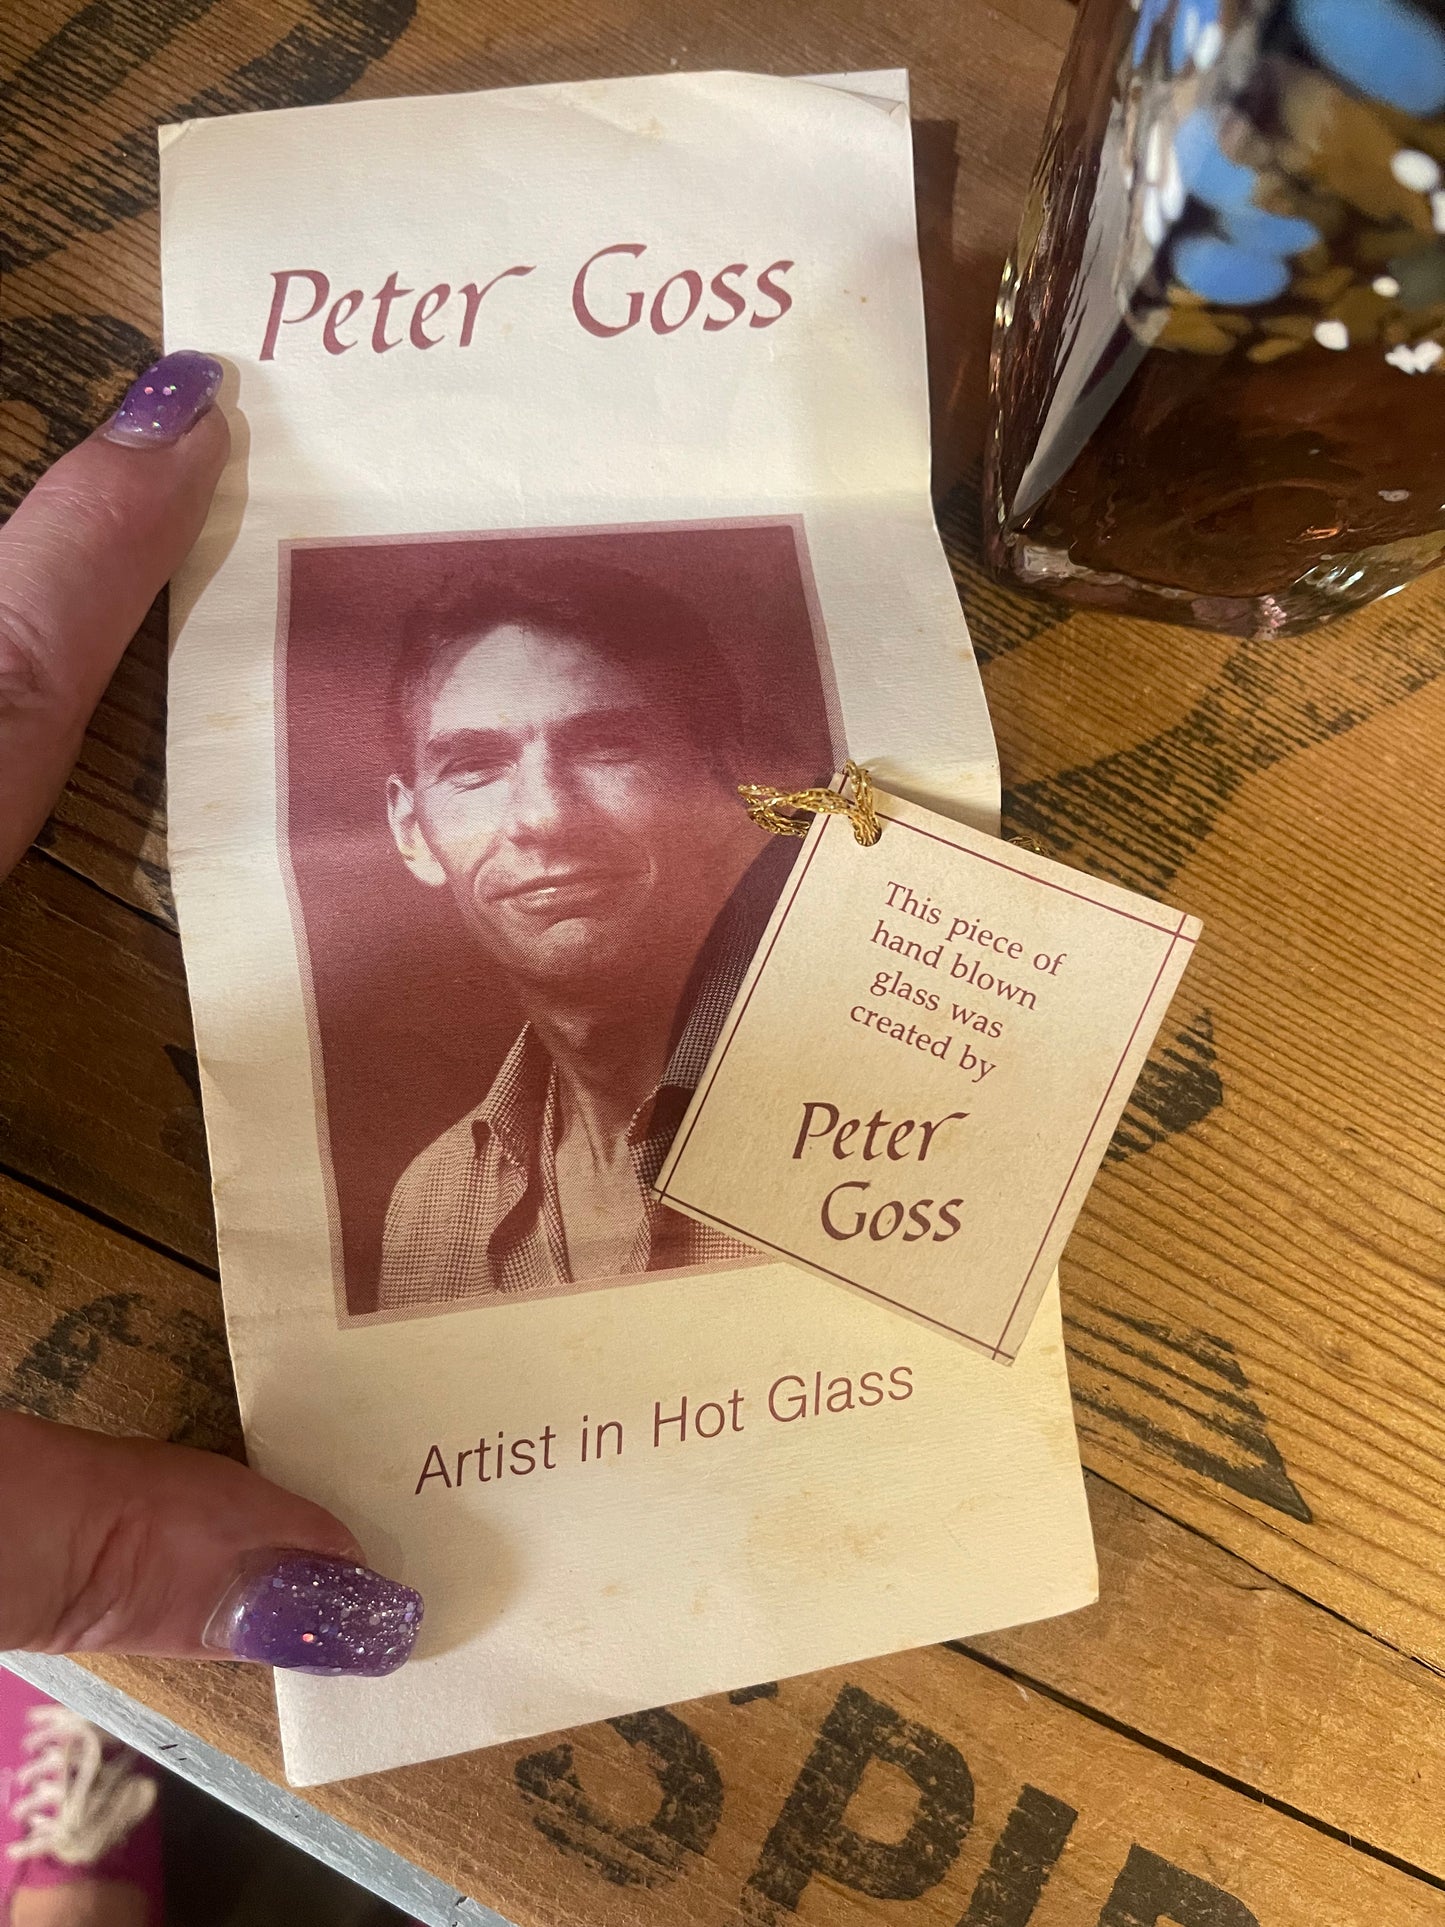 Peter Goss
This piece of
hand blown
glass was
created by
Peter
Goss
Artist in Hot Glass